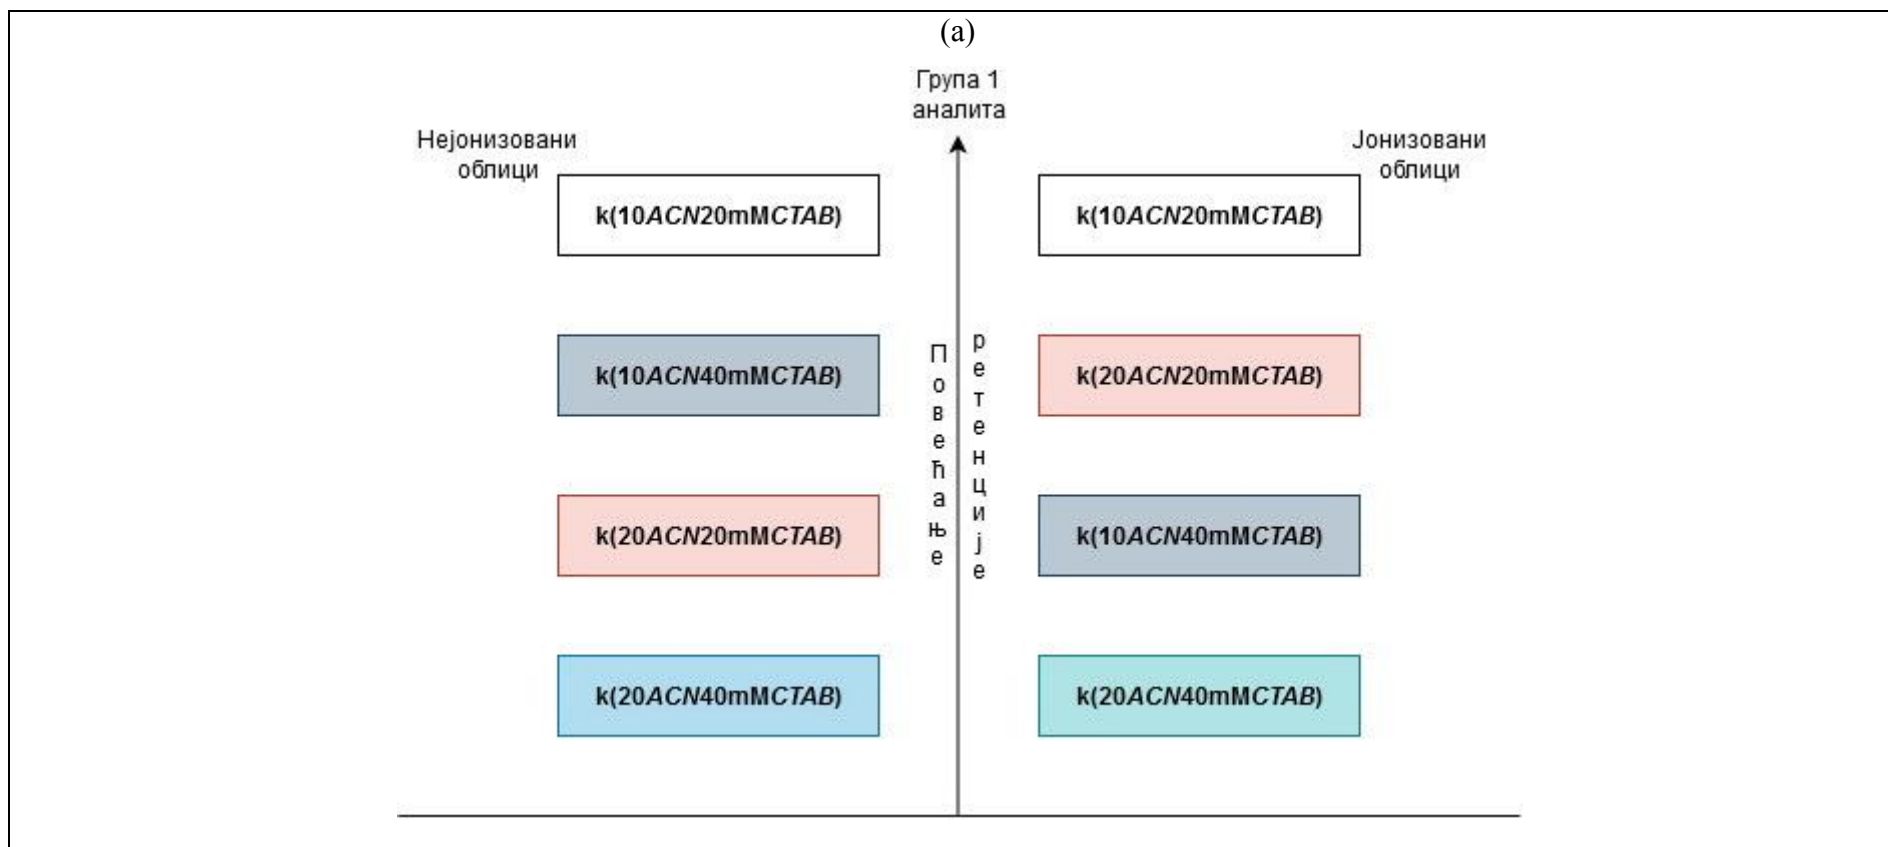 (а)
Група 1
аналита
Нејонизовани
облици
Јонизовани
облици
k(10ACN20mMCTAB)
k(10ACN20mMCTAB)
k(10ACN40mMCTAB)
k(20ACN20mMCTAB)
Повећање
ретенције
k(20ACN20mMCTAB)
k(10ACN40mMCTAB)
k(20ACN40mMCTAB)
k(20ACN40mMCTAB)